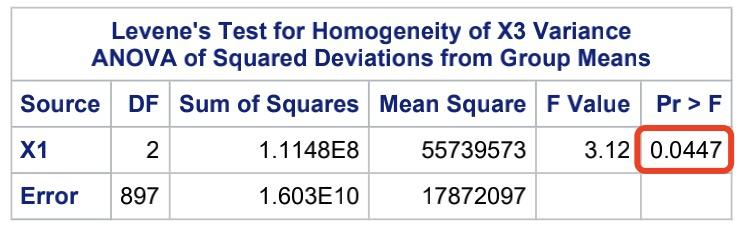 Levene's Test for Homogeneity of X3 Variance
ANOVA of Squared Deviations from Group Means
Source DF Sum of Squares Mean Square F Value Pr > F
X1 2 1.1148E8 55739573 3.12 0.0447
Error 897 1.603E10 17872097